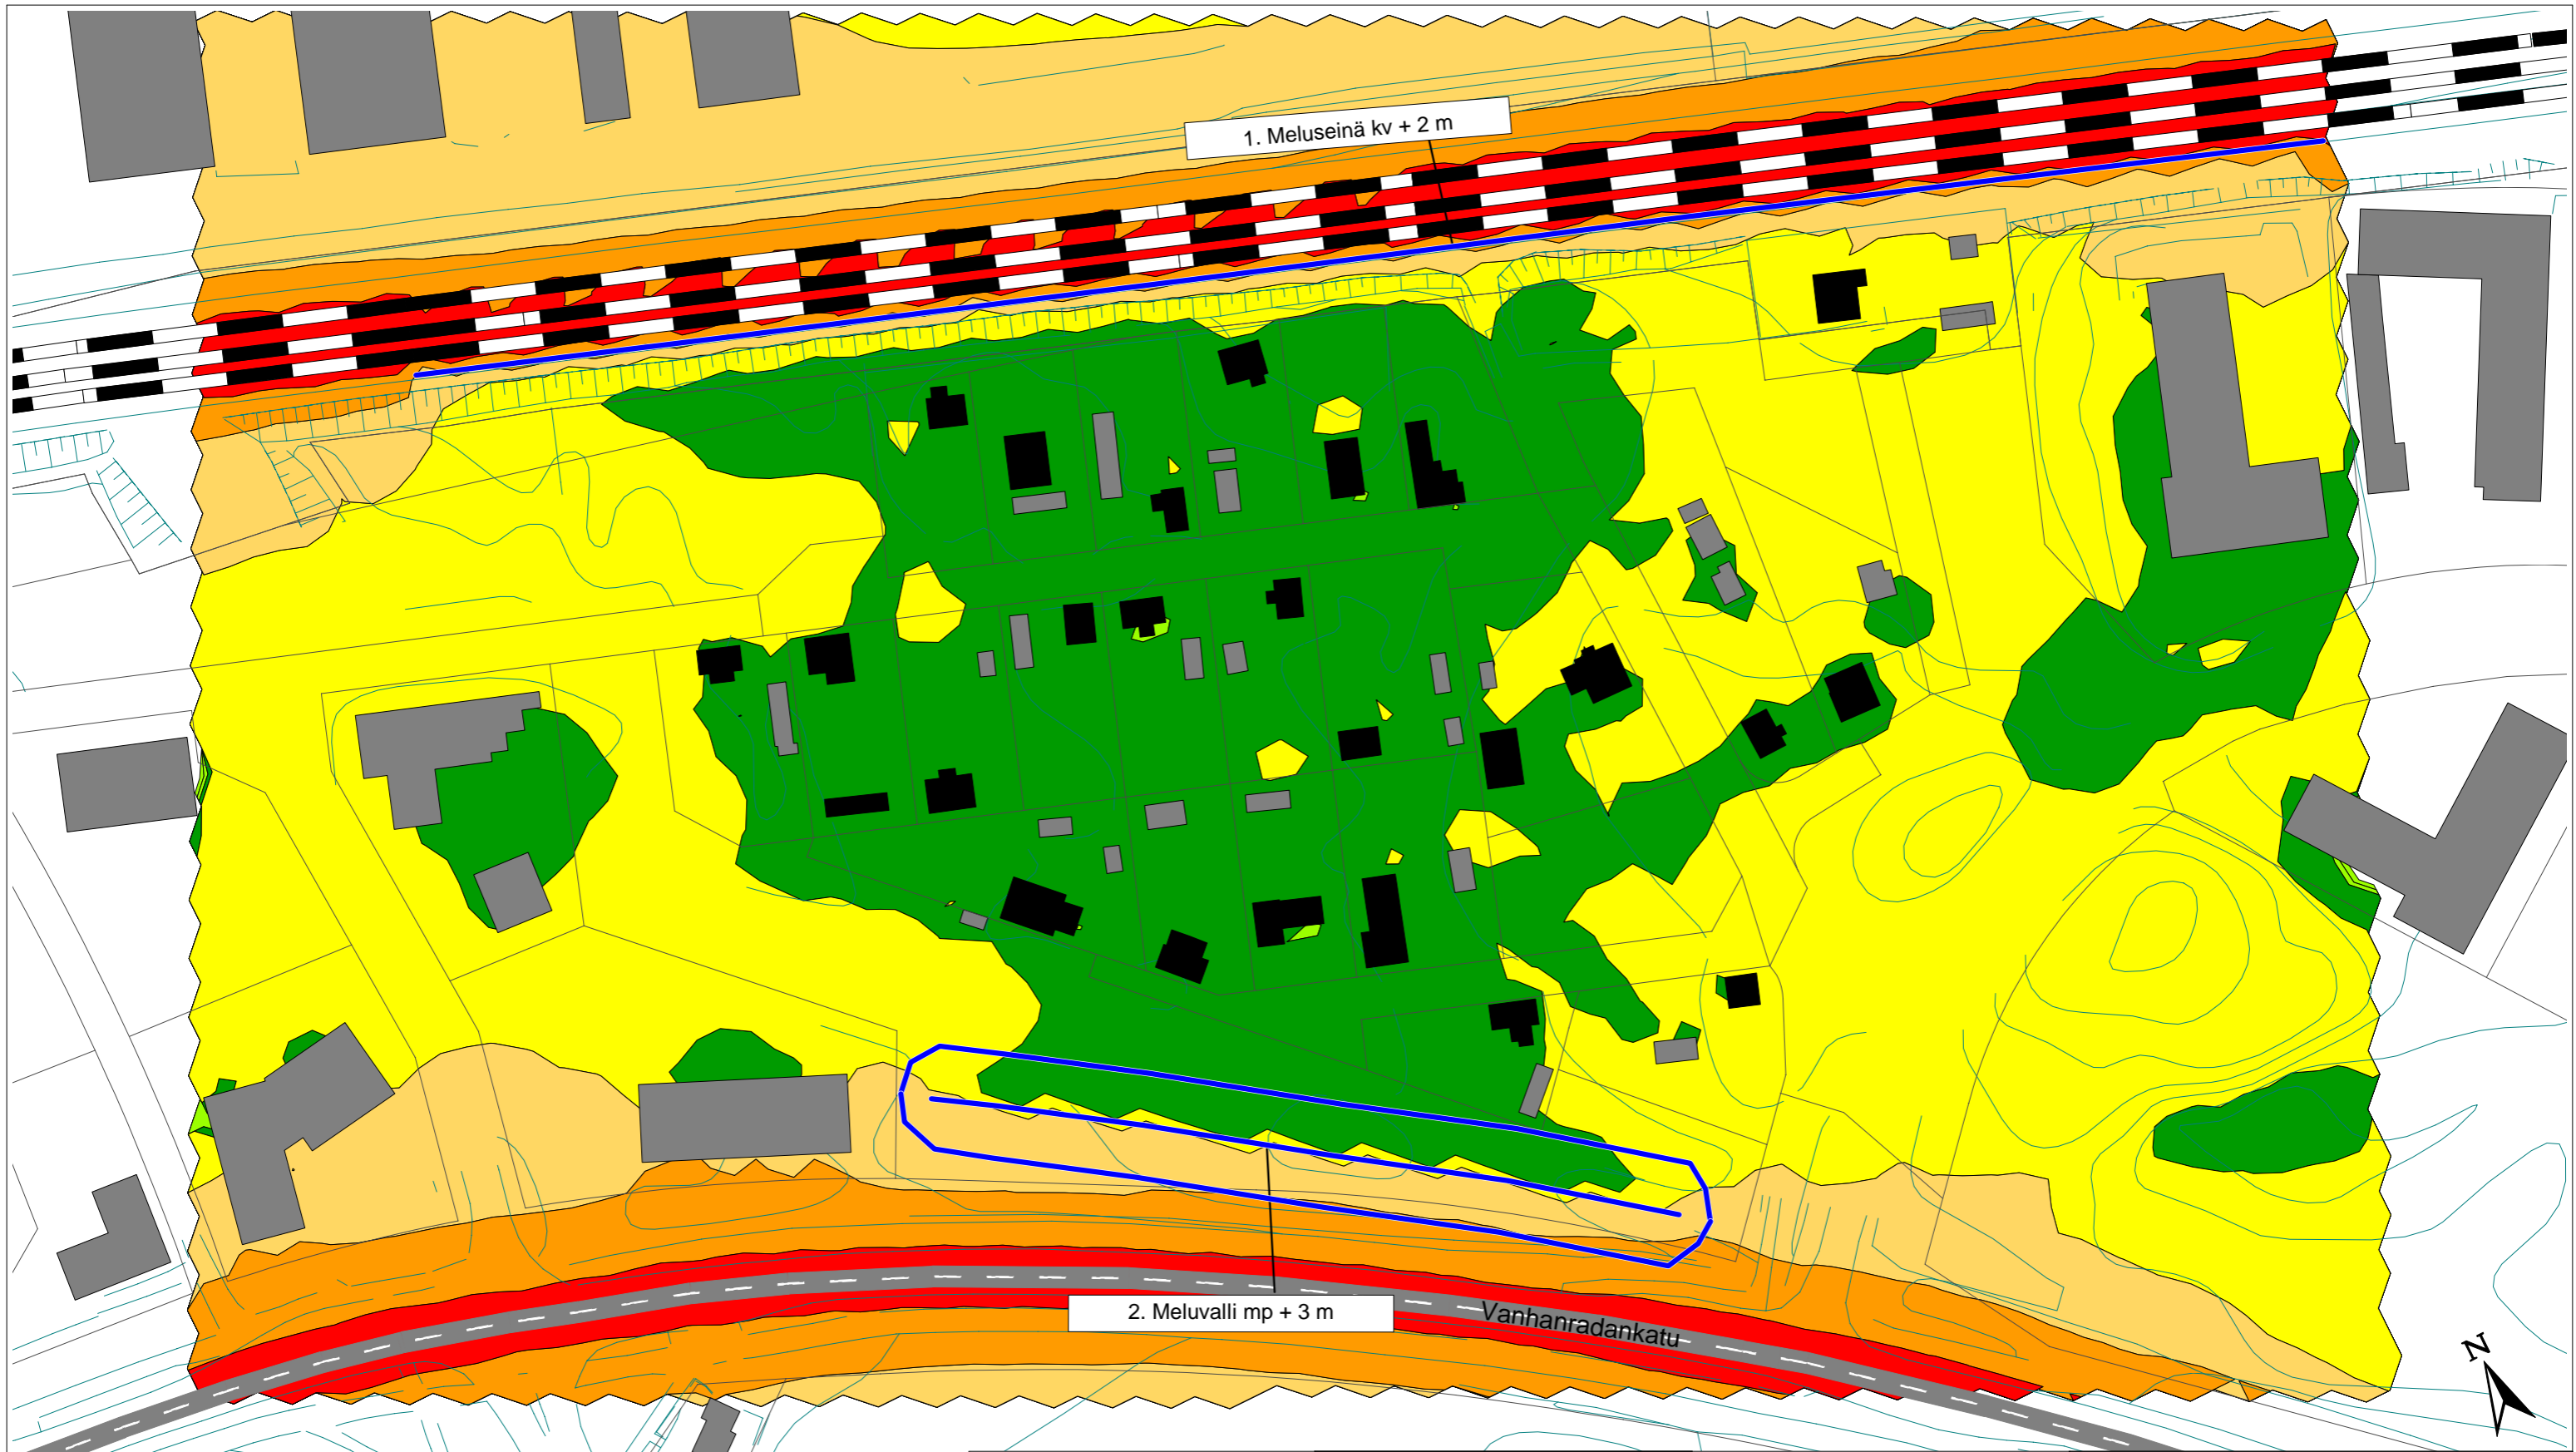 1. Meluseinä kv + 2 m
2. Meluvalli mp + 3 m
Vanhanradankatu
N